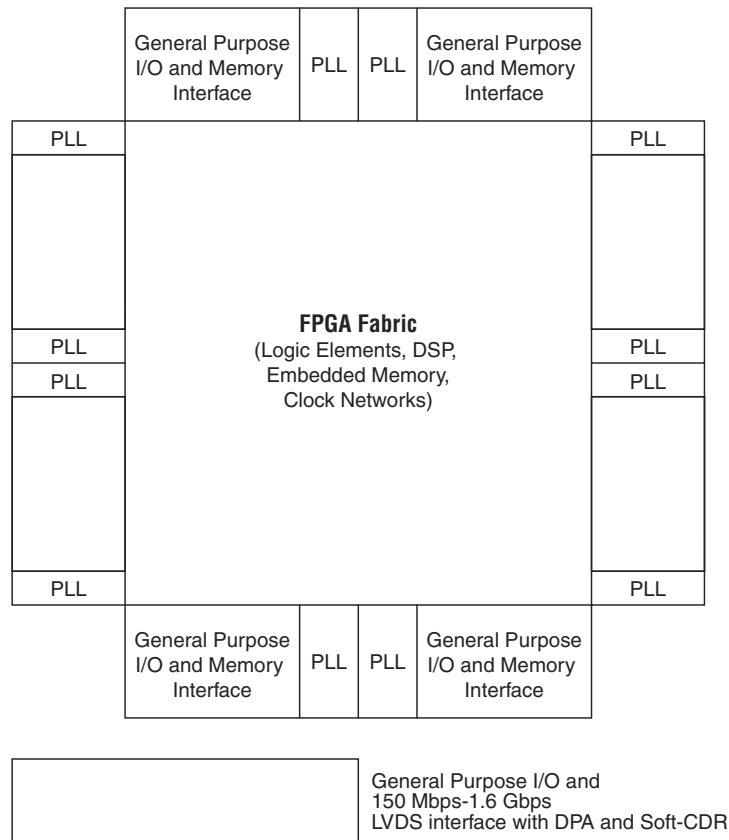 General Purpose
I/O and Memory
Interface
PLL
PLL
General Purpose
I/O and Memory
Interface
PLL
PLL
FPGA Fabric
(Logic Elements, DSP,
Embedded Memory,
Clock Networks)
PLL
PLL
PLL
PLL
PLL
PLL
General Purpose
I/O and Memory
Interface
PLL
PLL
General Purpose
I/O and Memory
Interface
General Purpose I/O and
150 Mbps-1.6 Gbps
LVDS interface with DPA and Soft-CDR